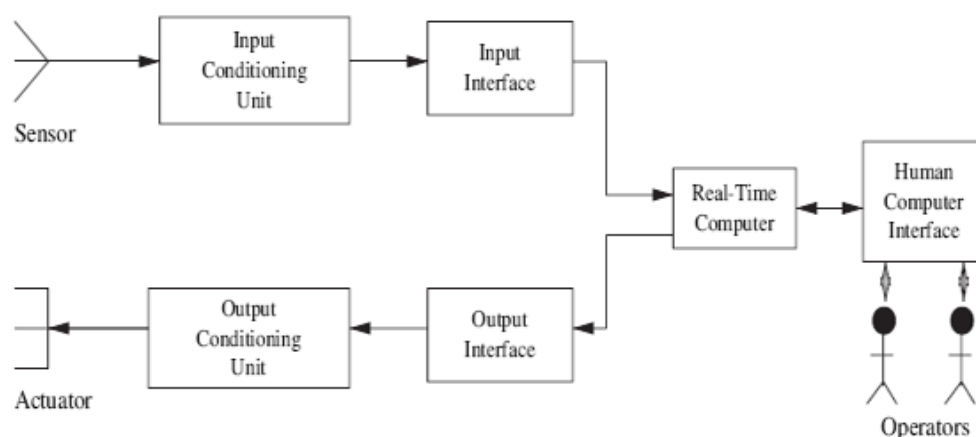 Input
Conditioning
Unit
Input
Interface
Sensor
Real-Time
Computer
Human
Computer
Interface
Output
Conditioning
Unit
Output
Interface
Actuator
Operators